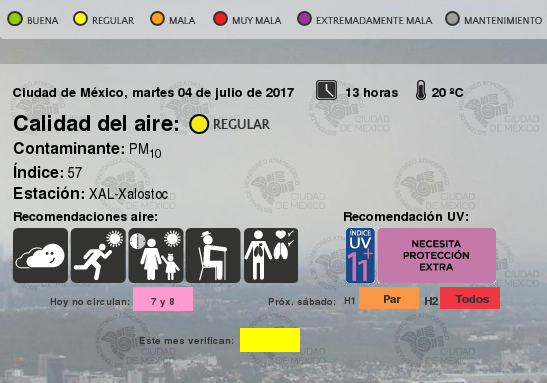 BUENA REGULAR MALA MUY MALA EXTREMADAMENTE MALA MANTENIMIENTO
Ciudad de México, martes 04 de julio de 2017 13 horas 20 ºC
Calidad del aire: REGULAR
Contaminante: PM10
Índice: 57
Estación: XAL-Xalostoc
Recomendaciones aire: Recomendación UV:
ÍNDICE
UV
11+
NECESITA
PROTECCIÓN
EXTRA
Hoy no circulan: 7 y 8 Próx. sábado: H1 Par H2 Todos
Este mes verifican:
CIUDAD
DE MÉXICO